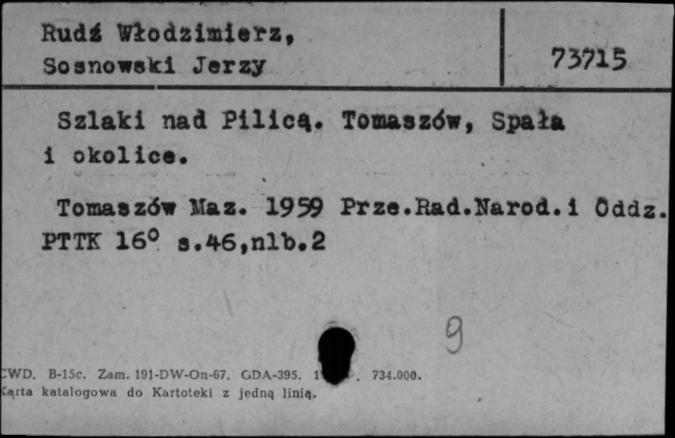 Rudź Włodzimierz,
Sosnowski Jerzy
73715
Szlaki nad Pilicą. Tomaszów, Spała
i okolice.
Tomaszów Maz. 1959 Prze.Rad.Narod.i Oddz.
PTTK 16° s.46,nlb.2
9
CWD. B-15c. Zam. 191-DW-On-67. GDA-395. 734.000.
Karta katalogowa do Kartoteki z jedną linią.